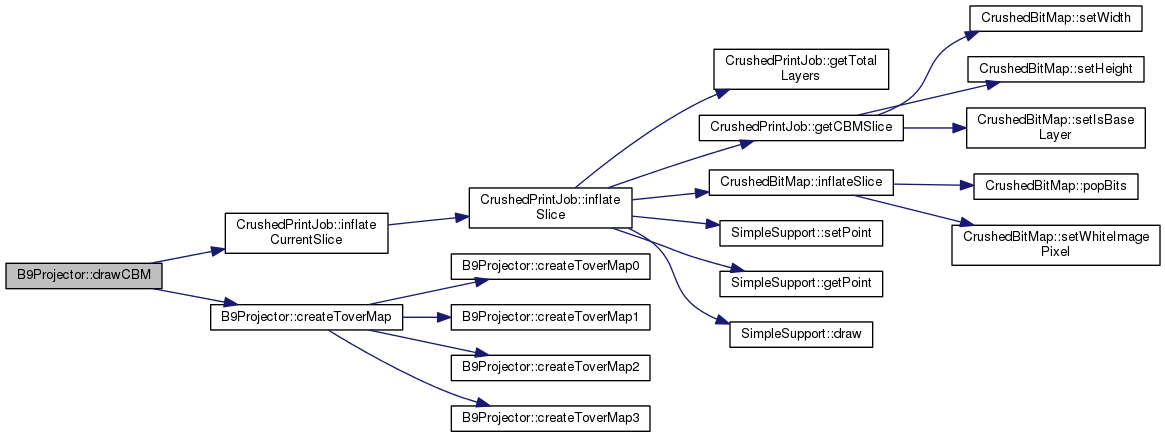 B9Projector::drawCBM
CrushedPrintJob::inflate
CurrentSlice
B9Projector::createToverMap
CrushedPrintJob::inflate
Slice
B9Projector::createToverMap0
B9Projector::createToverMap1
B9Projector::createToverMap2
B9Projector::createToverMap3
CrushedPrintJob::getTotal
Layers
CrushedPrintJob::getCBMSlice
CrushedBitMap::inflateSlice
SimpleSupport::setPoint
SimpleSupport::getPoint
SimpleSupport::draw
CrushedBitMap::setWidth
CrushedBitMap::setHeight
CrushedBitMap::setIsBase
Layer
CrushedBitMap::popBits
CrushedBitMap::setWhiteImage
Pixel